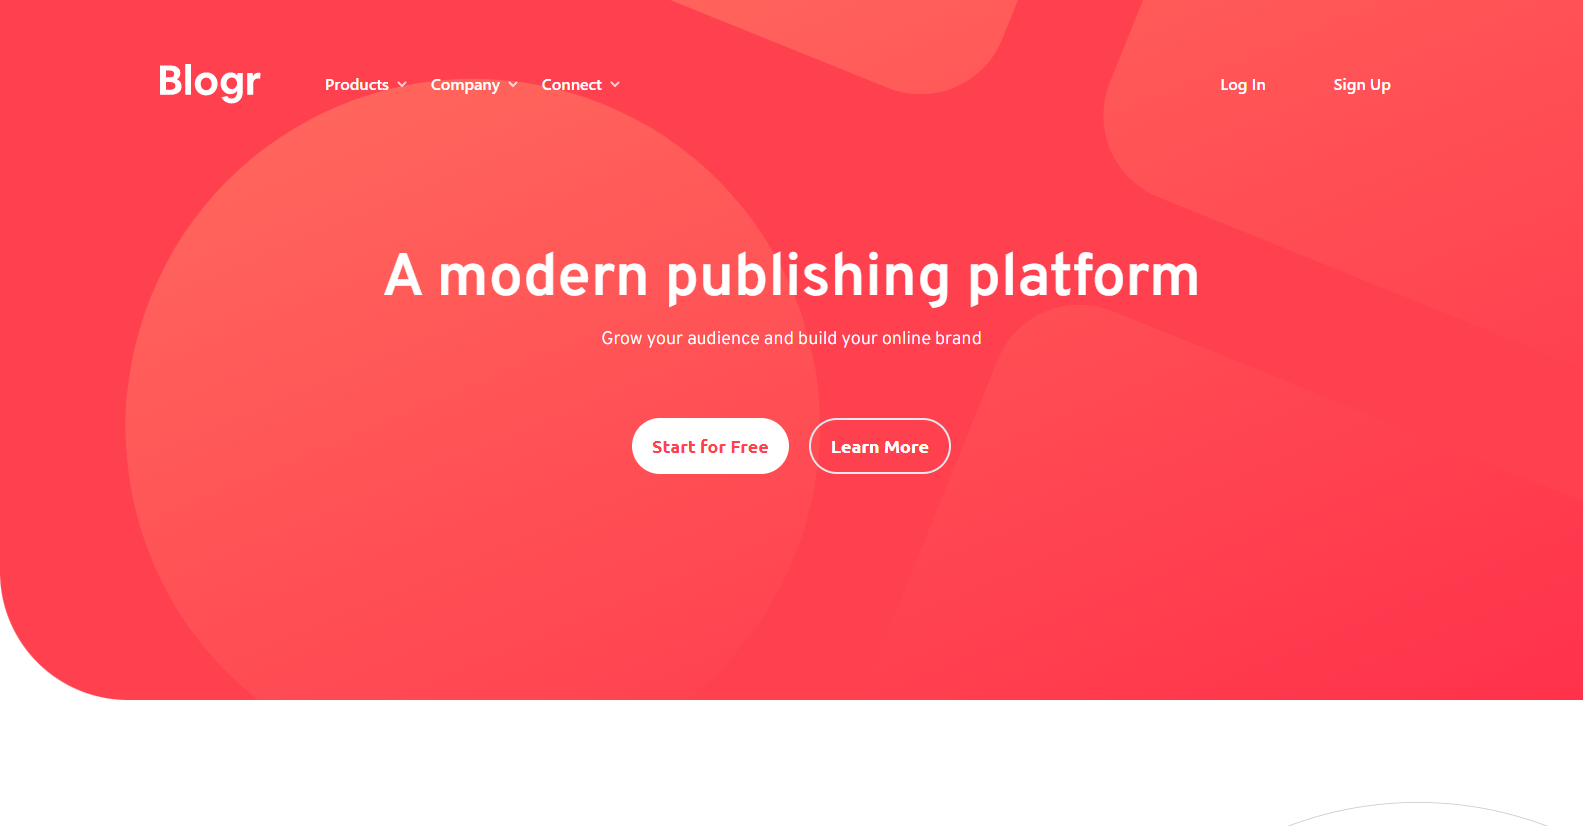 Blogr Products Company Connect Log In Sign Up
A modern publishing platform
Grow your audience and build your online brand
Start for Free Learn More